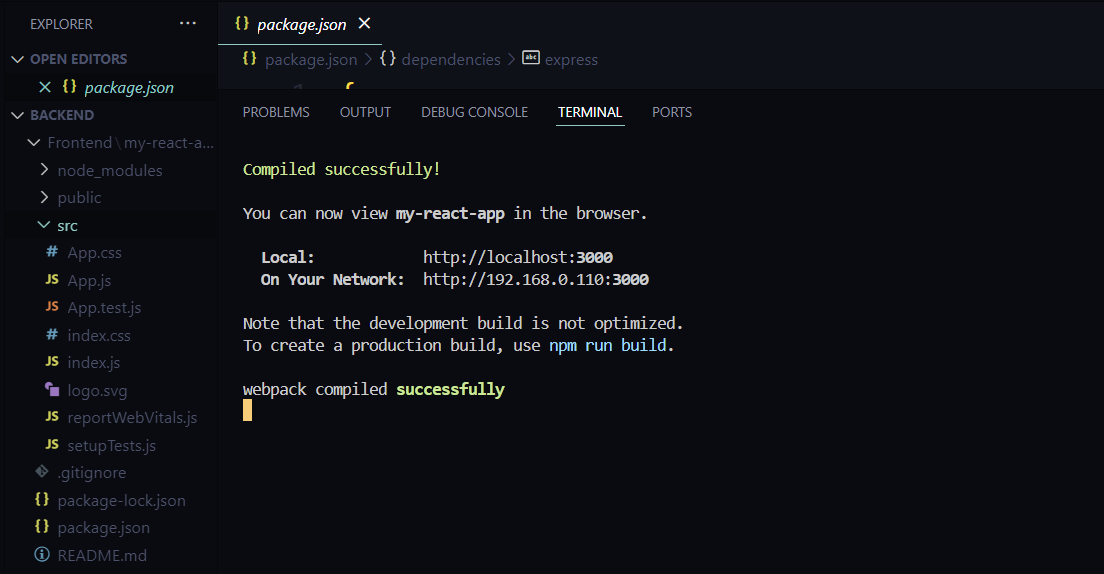 EXPLORER ···
OPEN EDITORS
× {} package.json
BACKEND
Frontend\my-react-a...
node_modules
public
src
# App.css
JS App.js
JS App.test.js
# index.css
JS index.js
logo.svg
JS reportWebVitals.js
JS setupTests.js
.gitignore
{} package-lock.json
{} package.json
README.md
{} package.json ×
{} package.json > {} dependencies > abc express
PROBLEMS OUTPUT DEBUG CONSOLE TERMINAL PORTS
Compiled successfully!
You can now view my-react-app in the browser.
Local: http://localhost:3000
On Your Network: http://192.168.0.110:3000
Note that the development build is not optimized.
To create a production build, use npm run build.
webpack compiled successfully